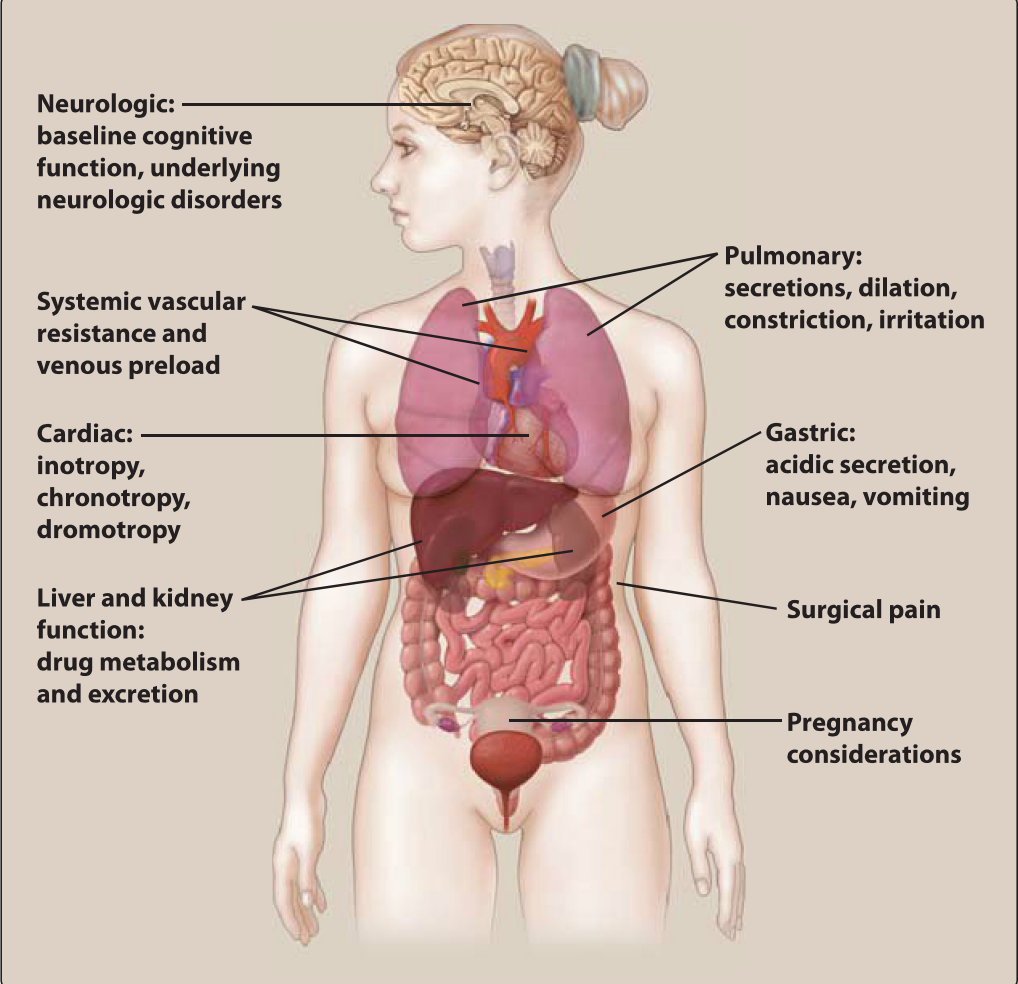 Neurologic:
baseline cognitive
function, underlying
neurologic disorders
Systemic vascular
resistance and
venous preload
Cardiac:
inotropy,
chronotropy,
dromotropy
Liver and kidney
function:
drug metabolism
and excretion
Pulmonary:
secretions, dilation,
constriction, irritation
Gastric:
acidic secretion,
nausea, vomiting
Surgical pain
Pregnancy
considerations